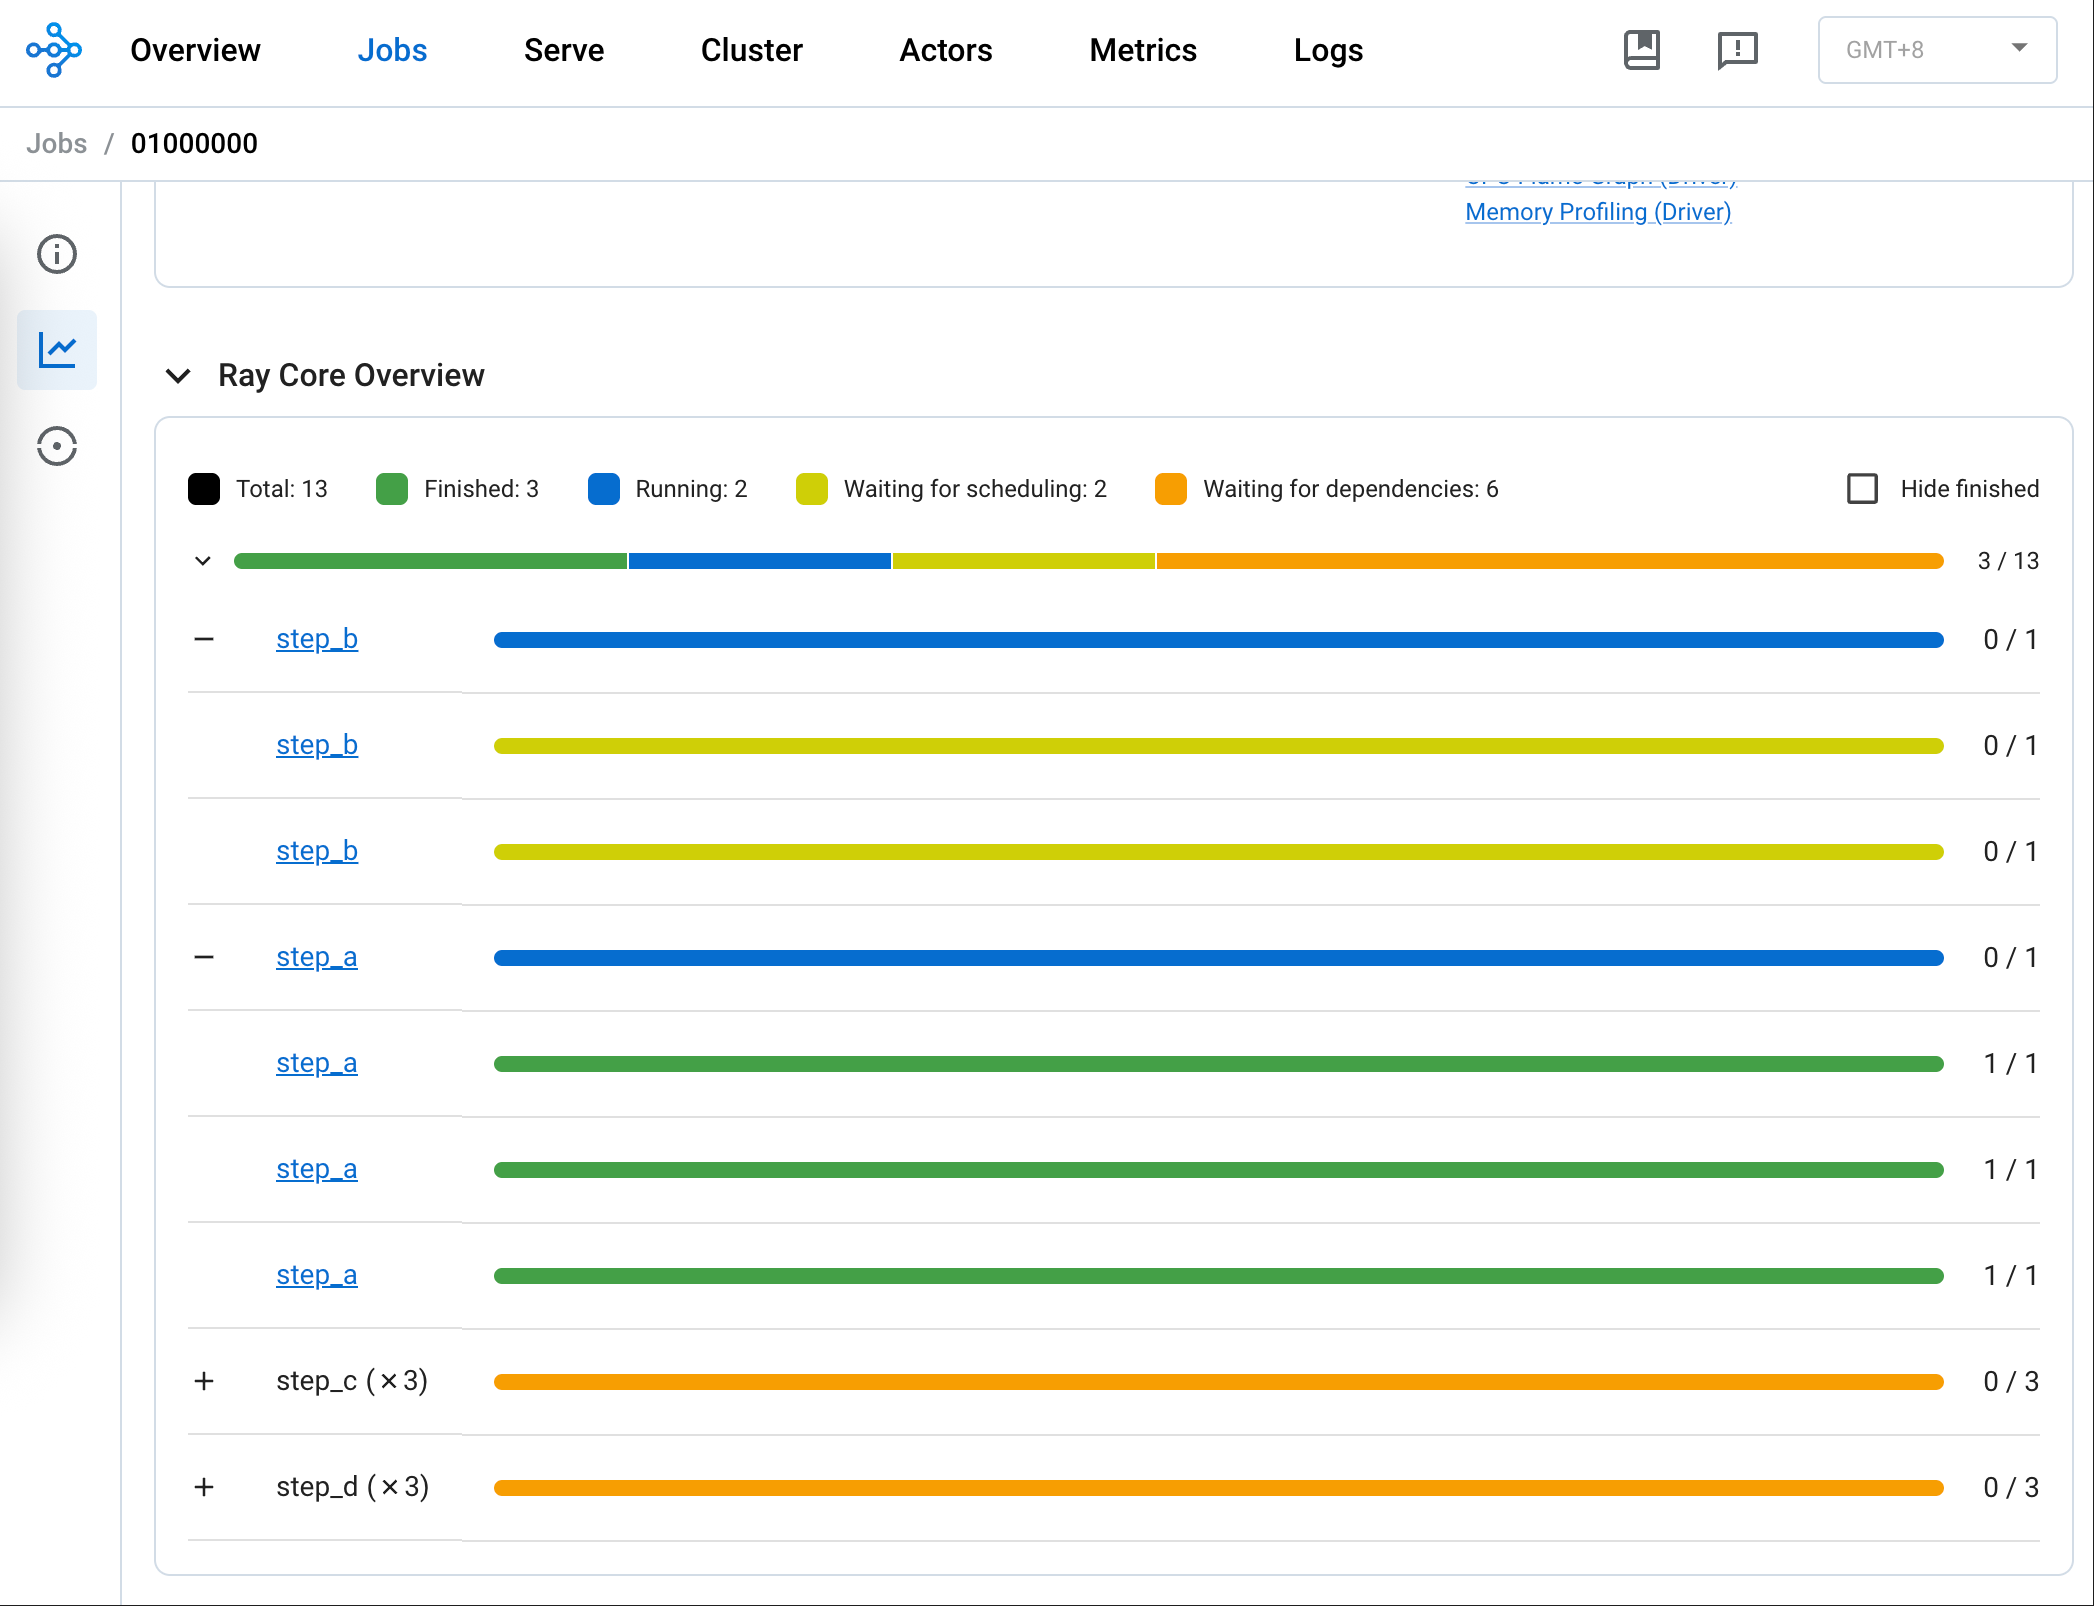 Overview Jobs Serve Cluster Actors Metrics Logs GMT+8
Jobs / 01000000
Memory Profiling (Driver)
Ray Core Overview
Total: 13 Finished: 3 Running: 2 Waiting for scheduling: 2 Waiting for dependencies: 6 Hide finished
3 / 13
step_b 0 / 1
step_b 0 / 1
step_b 0 / 1
step_a 0 / 1
step_a 1 / 1
step_a 1 / 1
step_a 1 / 1
step_c (×3) 0 / 3
step_d (×3) 0 / 3